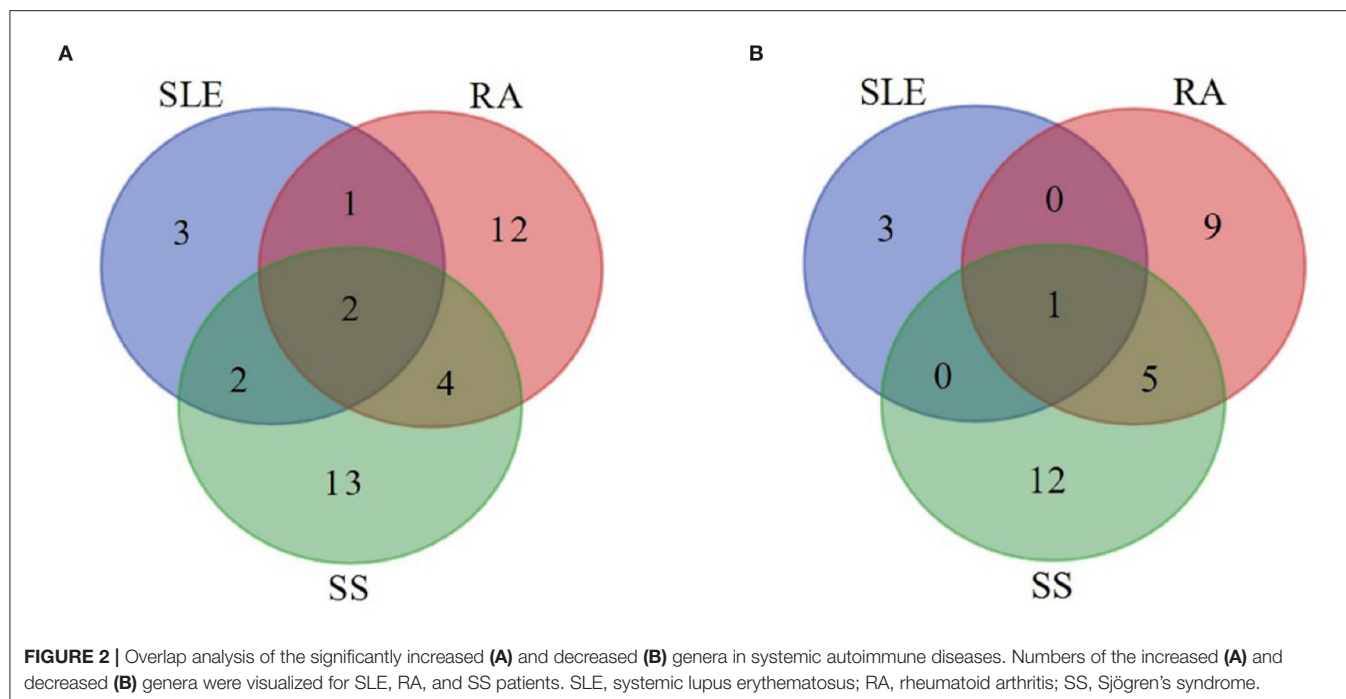 A
B
SLE
RA
SLE
RA
3
1
12
2
2
4
13
SS
3
0
9
1
0
5
12
SS
FIGURE 2 | Overlap analysis of the significantly increased (A) and decreased (B) genera in systemic autoimmune diseases. Numbers of the increased (A) and
decreased (B) genera were visualized for SLE, RA, and SS patients. SLE, systemic lupus erythematosus; RA, rheumatoid arthritis; SS, Sjögren's syndrome.